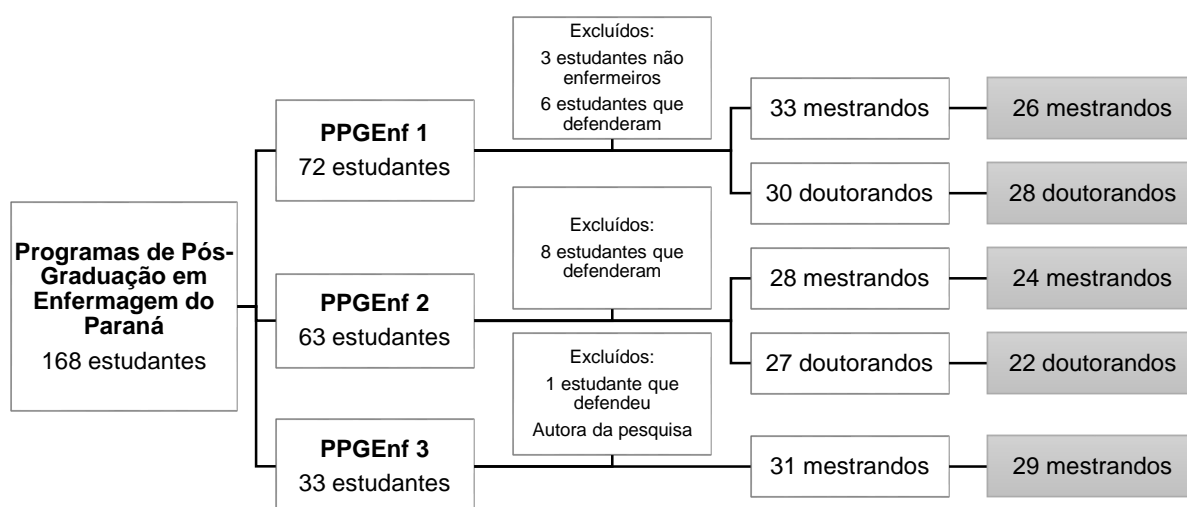 Programas de Pós-
Graduação em
Enfermagem do
Paraná
168 estudantes
PPGEnf 1
72 estudantes
Excluídos:
3 estudantes não
enfermeiros
6 estudantes que
defenderam
33 mestrandos
26 mestrandos
30 doutorandos
28 doutorandos
PPGEnf 2
63 estudantes
Excluídos:
8 estudantes que
defenderam
28 mestrandos
24 mestrandos
27 doutorandos
22 doutorandos
PPGEnf 3
33 estudantes
Excluídos:
1 estudante que
defendeu
Autora da pesquisa
31 mestrandos
29 mestrandos